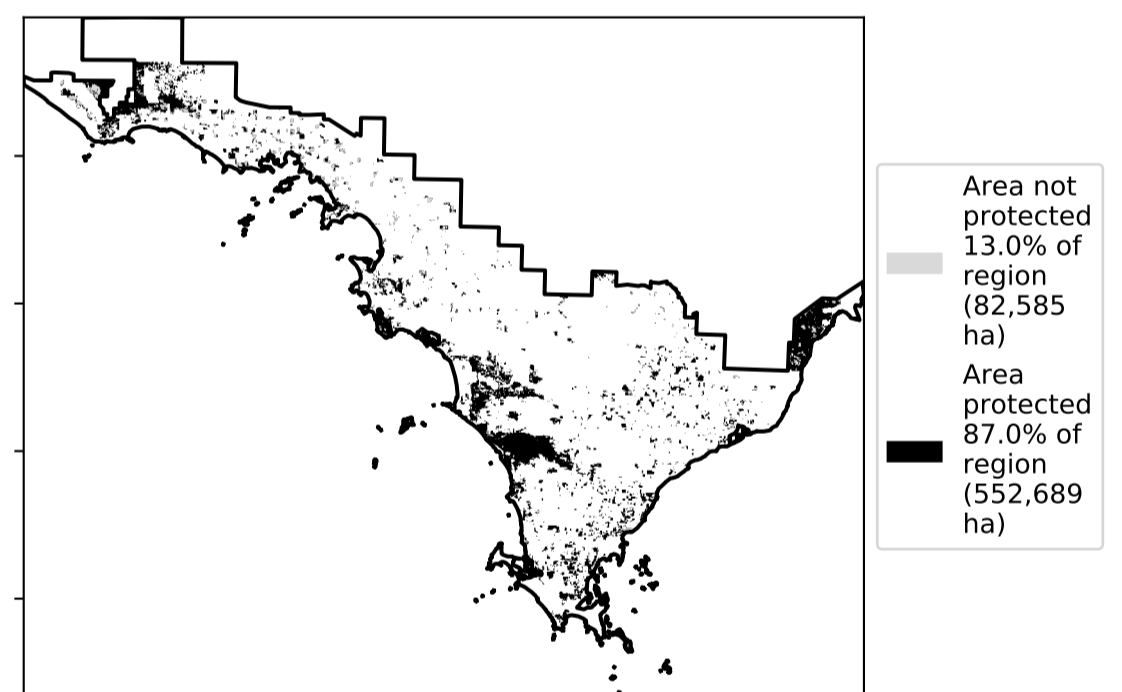 Area not
protected
13.0% of
region
(82,585
ha)
Area
protected
87.0% of
region
(552,689
ha)